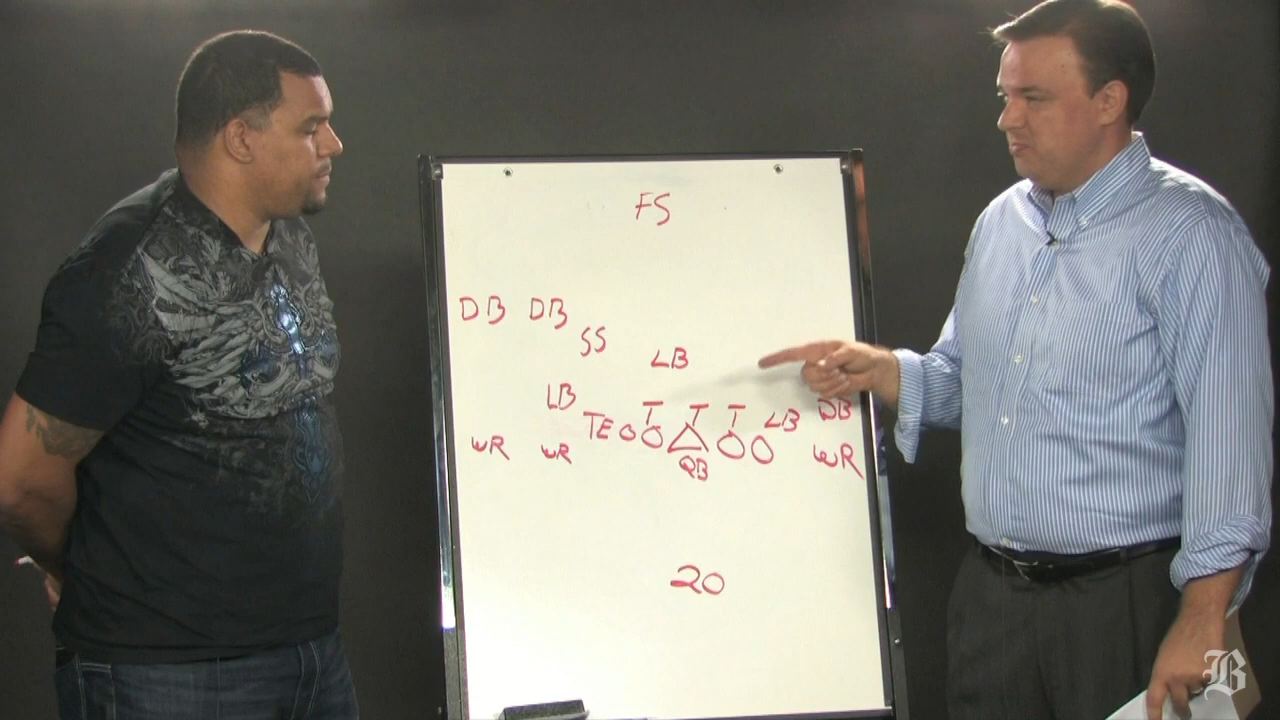 FS
DB DB
SS
LB
LB T T T LB DB
TE O O △ O O
WR WR QB WR
20
B